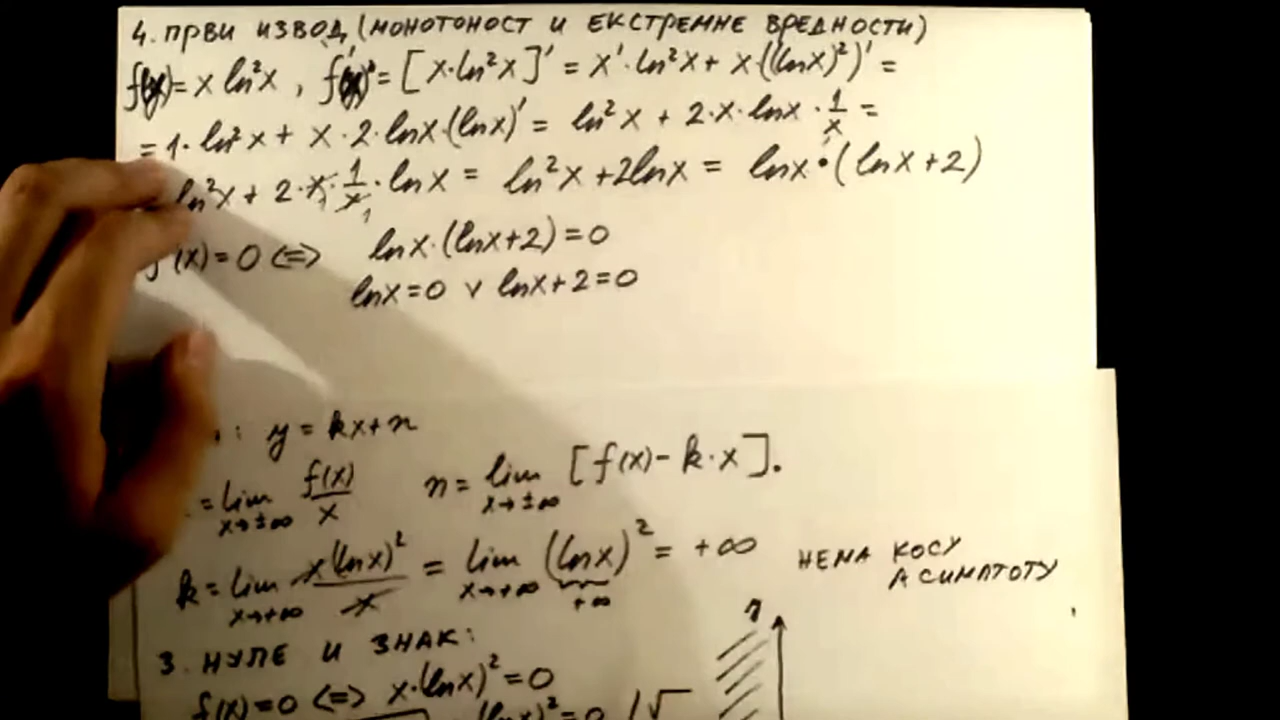 4. ПРВИ ИЗВОД (МОНОТОНОСТ И ЕКСТРЕМНЕ ВРЕДНОСТИ)
f(x) = x ln²x , f'(x) = [x·ln²x]' = x'·ln²x + x·((lnx)²)' =
= 1·ln²x + x·2·lnx·(lnx)' = ln²x + 2·x·lnx·1/x =
= ln²x + 2·x·1/x·lnx = ln²x + 2lnx = lnx·(lnx+2)
f'(x) = 0 <=> lnx·(lnx+2) = 0
lnx = 0 ∨ lnx+2 = 0
: y = kx+n
= lim x→±∞ f(x)/x n = lim x→±∞ [f(x) - k·x].
k = lim x→+∞ x(lnx)²/x = lim x→+∞ (lnx)² = +∞ НЕМА КОСУ
+∞ АСИМПТОТУ
3. НУЛЕ И ЗНАК:
f(x) = 0 <=> x·(lnx)² = 0
(lnx)² = 0 /√